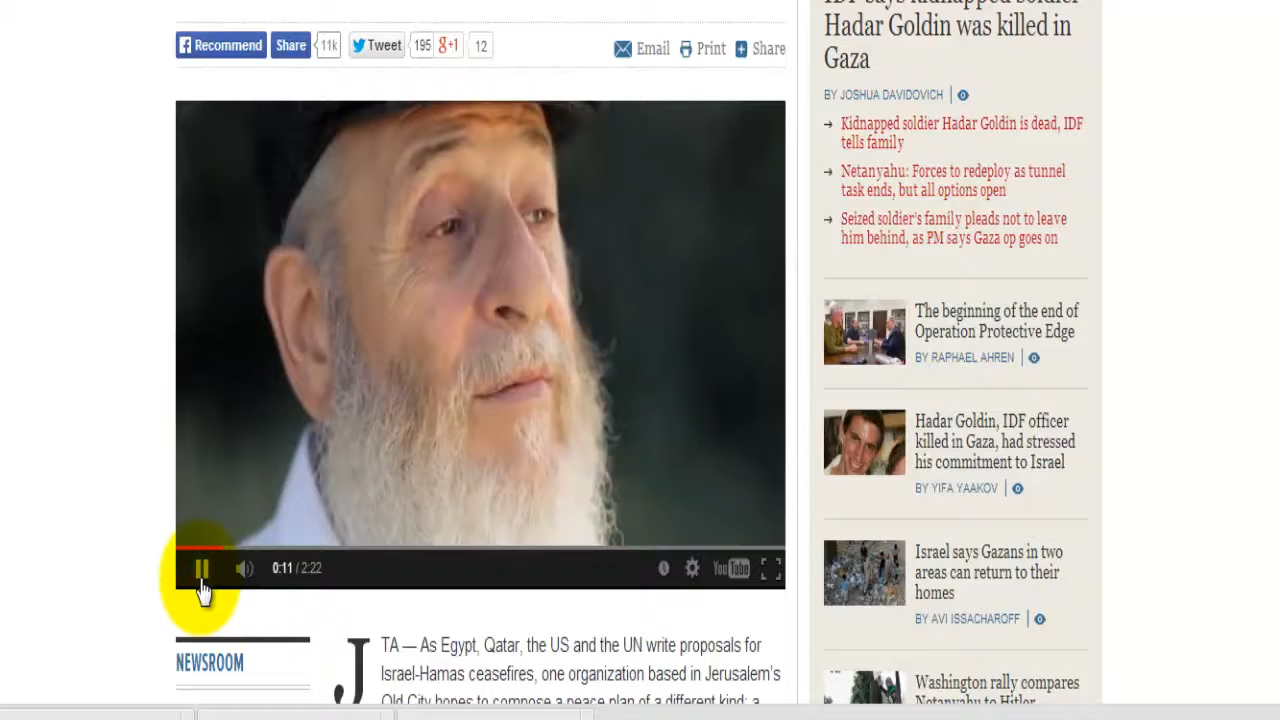 IDF says kidnapped soldier
Hadar Goldin was killed in
Gaza
Recommend Share 11k Tweet 195 g+1 12
Email Print Share
BY JOSHUA DAVIDOVICH
Kidnapped soldier Hadar Goldin is dead, IDF
tells family
Netanyahu: Forces to redeploy as tunnel
task ends, but all options open
Seized soldier's family pleads not to leave
him behind, as PM says Gaza op goes on
The beginning of the end of
Operation Protective Edge
BY RAPHAEL AHREN
Hadar Goldin, IDF officer
killed in Gaza, had stressed
his commitment to Israel
BY YIFA YAAKOV
Israel says Gazans in two
areas can return to their
homes
BY AVI ISSACHAROFF
Washington rally compares
Netanyahu to Hitler
0:11 / 2:22
YouTube
NEWSROOM
JTA — As Egypt, Qatar, the US and the UN write proposals for
Israel-Hamas ceasefires, one organization based in Jerusalem's
Old City hopes to compose a peace plan of a different kind: a